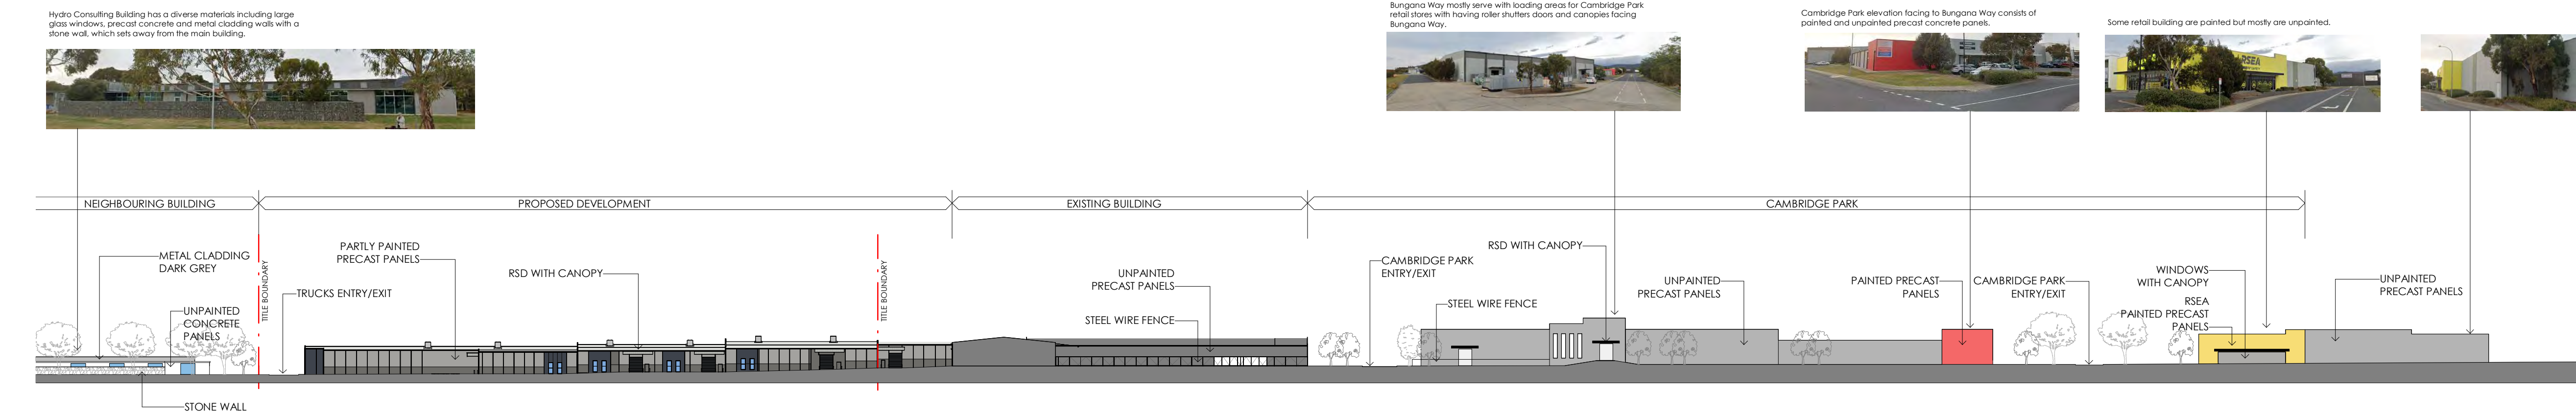 Hydro Consulting Building has a diverse materials including large
glass windows, precast concrete and metal cladding walls with a
stone wall, which sets away from the main building.
Bungana Way mostly serve with loading areas for Cambridge Park
retail stores with having roller shutters doors and canopies facing
Bungana Way.
Cambridge Park elevation facing to Bungana Way consists of
painted and unpainted precast concrete panels.
Some retail building are painted but mostly are unpainted.
RSEA
NEIGHBOURING BUILDING
PROPOSED DEVELOPMENT
EXISTING BUILDING
CAMBRIDGE PARK
METAL CLADDING
DARK GREY
UNPAINTED
CONCRETE
PANELS
STONE WALL
TITLE BOUNDARY
TRUCKS ENTRY/EXIT
PARTLY PAINTED
PRECAST PANELS
RSD WITH CANOPY
TITLE BOUNDARY
UNPAINTED
PRECAST PANELS
STEEL WIRE FENCE
CAMBRIDGE PARK
ENTRY/EXIT
STEEL WIRE FENCE
RSD WITH CANOPY
UNPAINTED
PRECAST PANELS
PAINTED PRECAST
PANELS
CAMBRIDGE PARK
ENTRY/EXIT
WINDOWS
WITH CANOPY
RSEA
PAINTED PRECAST
PANELS
UNPAINTED
PRECAST PANELS